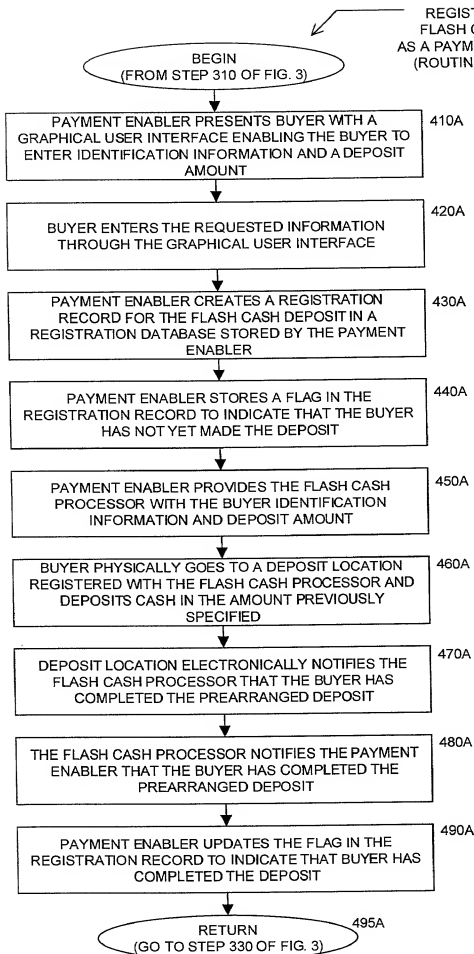 REGIST
FLASH C
AS A PAYM
(ROUTIN
BEGIN
(FROM STEP 310 OF FIG. 3)
410A
PAYMENT ENABLER PRESENTS BUYER WITH A
GRAPHICAL USER INTERFACE ENABLING THE BUYER TO
ENTER IDENTIFICATION INFORMATION AND A DEPOSIT
AMOUNT
420A
BUYER ENTERS THE REQUESTED INFORMATION
THROUGH THE GRAPHICAL USER INTERFACE
430A
PAYMENT ENABLER CREATES A REGISTRATION
RECORD FOR THE FLASH CASH DEPOSIT IN A
REGISTRATION DATABASE STORED BY THE PAYMENT
ENABLER
440A
PAYMENT ENABLER STORES A FLAG IN THE
REGISTRATION RECORD TO INDICATE THAT THE BUYER
HAS NOT YET MADE THE DEPOSIT
450A
PAYMENT ENABLER PROVIDES THE FLASH CASH
PROCESSOR WITH THE BUYER IDENTIFICATION
INFORMATION AND DEPOSIT AMOUNT
460A
BUYER PHYSICALLY GOES TO A DEPOSIT LOCATION
REGISTERED WITH THE FLASH CASH PROCESSOR AND
DEPOSITS CASH IN THE AMOUNT PREVIOUSLY
SPECIFIED
470A
DEPOSIT LOCATION ELECTRONICALLY NOTIFIES THE
FLASH CASH PROCESSOR THAT THE BUYER HAS
COMPLETED THE PREARRANGED DEPOSIT
480A
THE FLASH CASH PROCESSOR NOTIFIES THE PAYMENT
ENABLER THAT THE BUYER HAS COMPLETED THE
PREARRANGED DEPOSIT
490A
PAYMENT ENABLER UPDATES THE FLAG IN THE
REGISTRATION RECORD TO INDICATE THAT BUYER HAS
COMPLETED THE DEPOSIT
495A
RETURN
(GO TO STEP 330 OF FIG. 3)